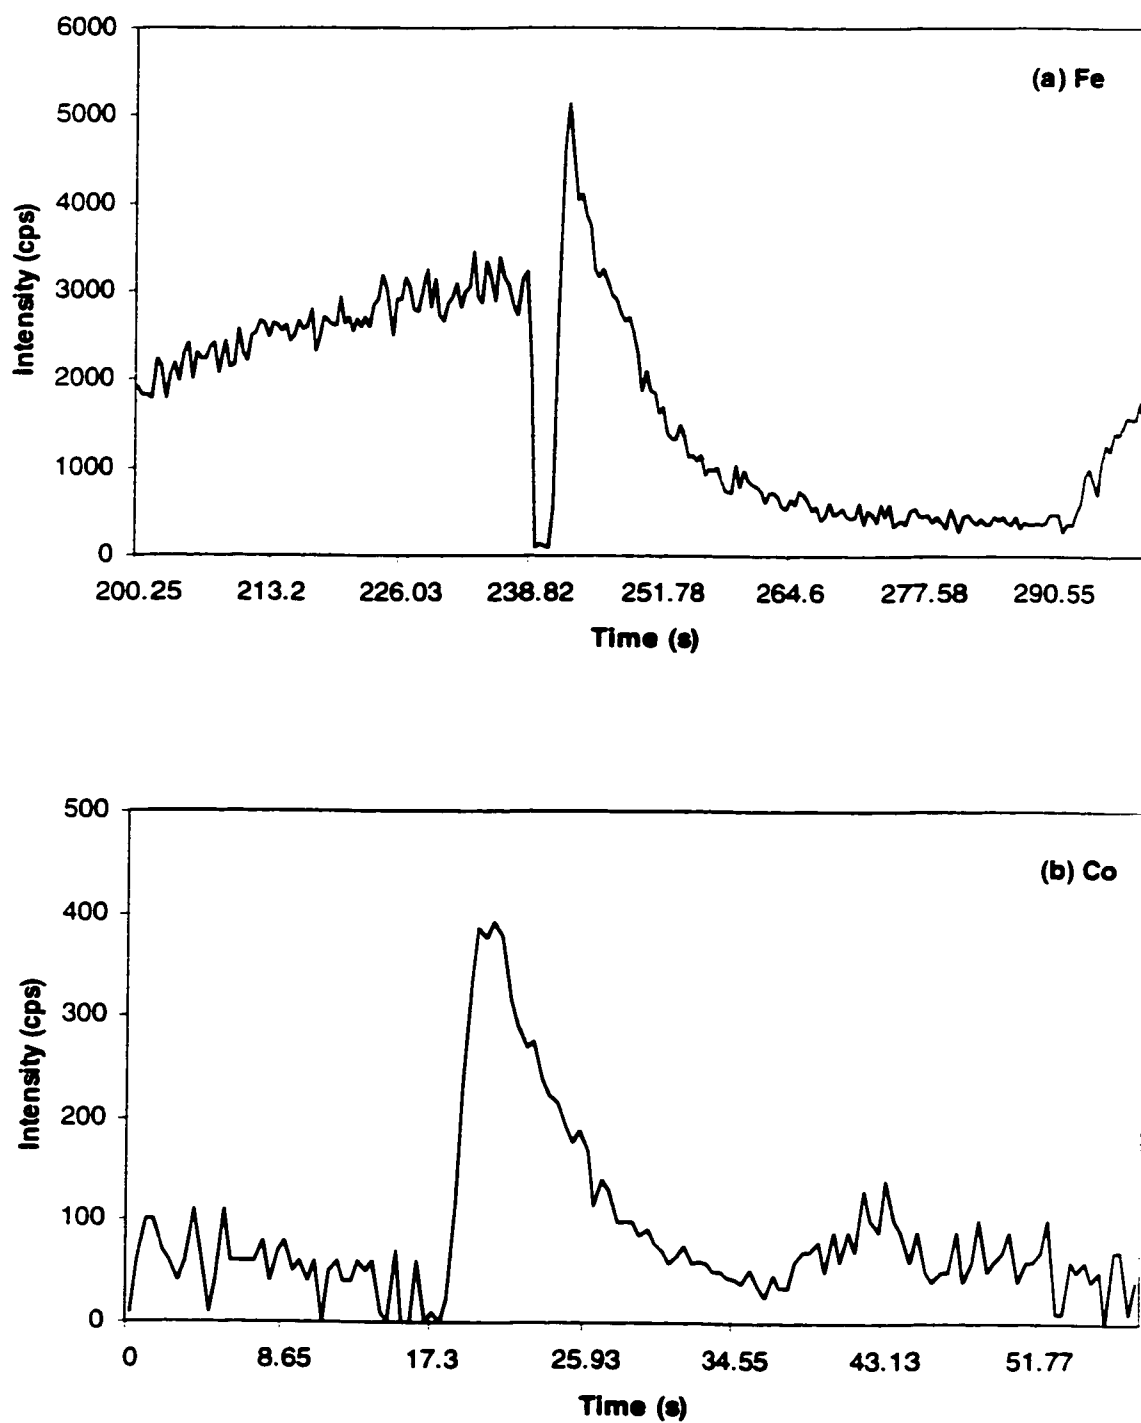 6000
(a) Fe
5000
4000
3000
2000
1000
0
Intensity (cps)
200.25 213.2 226.03 238.82 251.78 264.6 277.58 290.55
Time (s)
500
(b) Co
400
300
200
100
0
Intensity (cps)
0 8.65 17.3 25.93 34.55 43.13 51.77
Time (s)